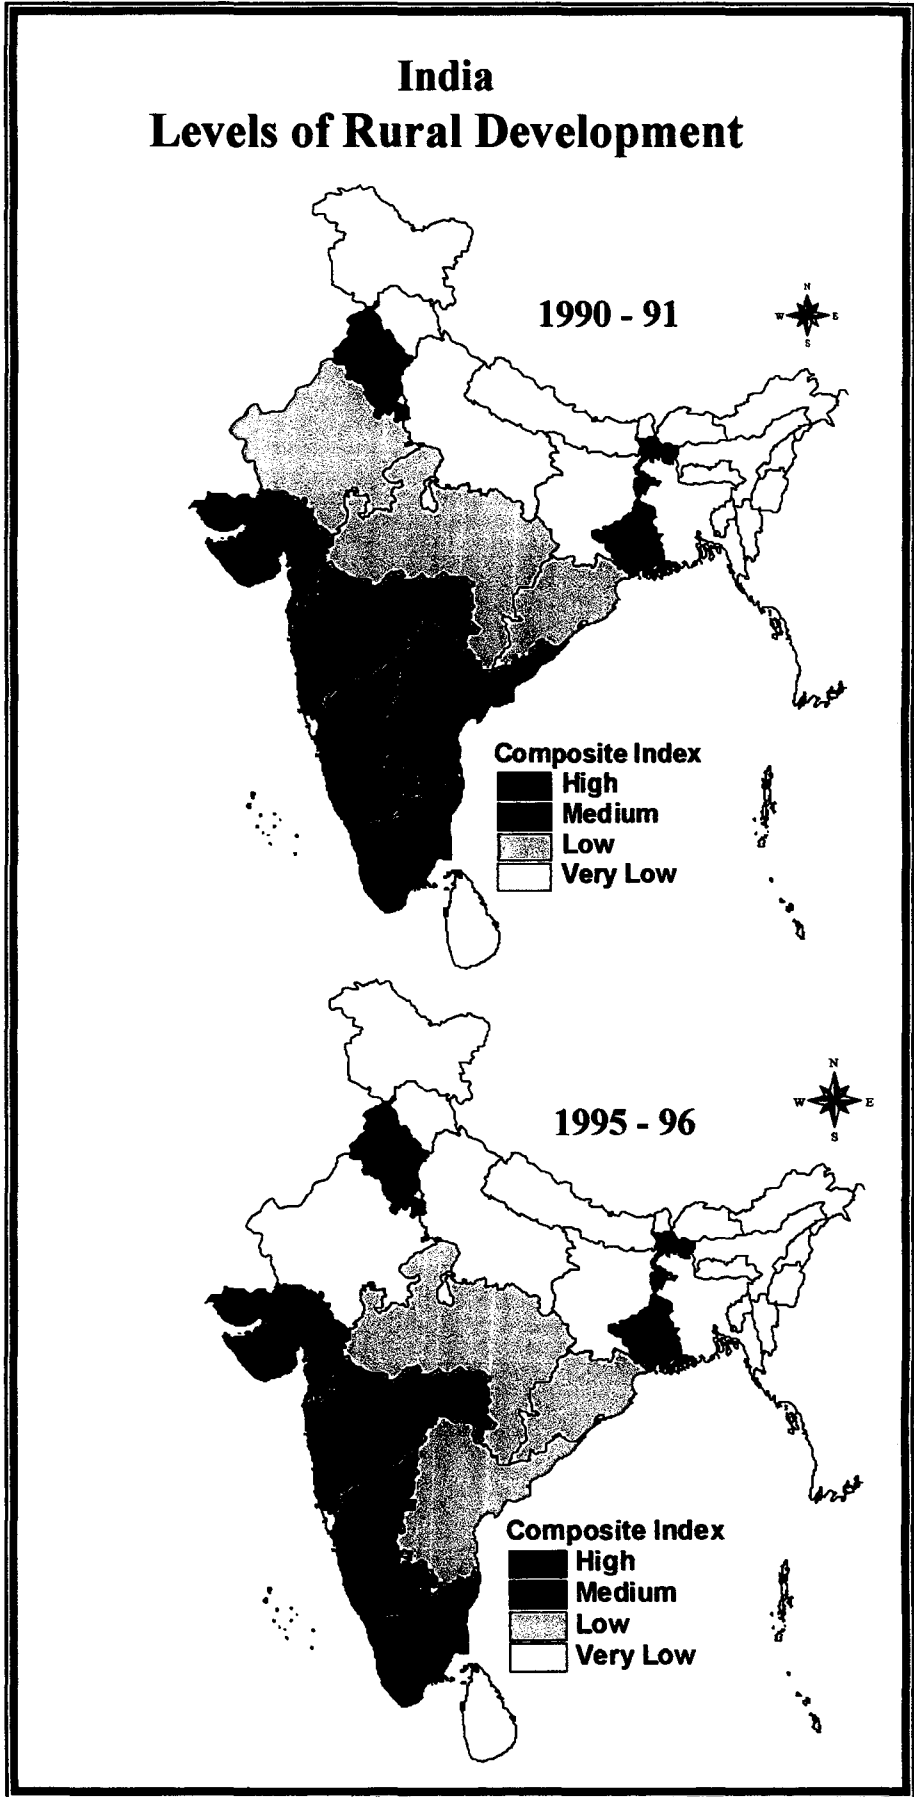 India
Levels of Rural Development
1990 - 91
N
W E
S
Composite Index
High
Medium
Low
Very Low
1995 - 96
N
W E
S
Composite Index
High
Medium
Low
Very Low